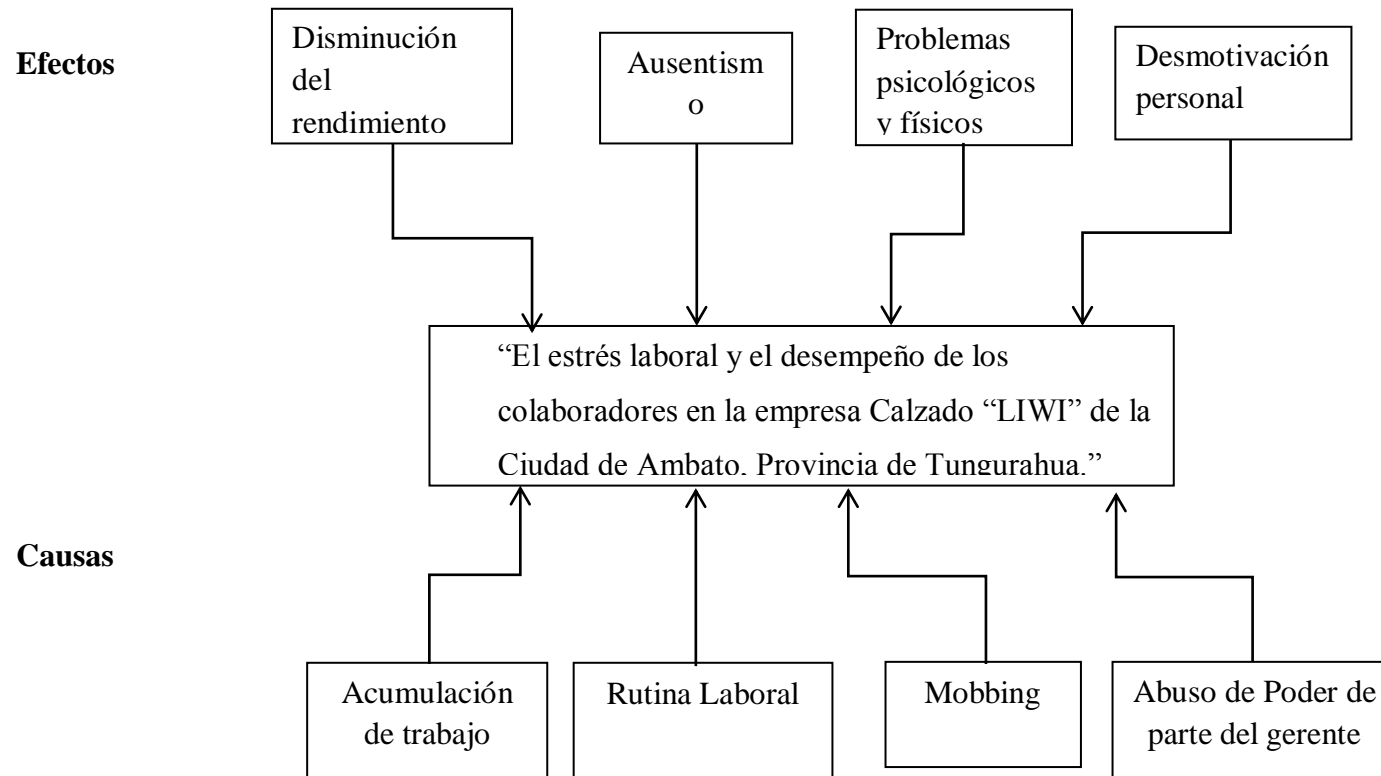 Efectos
Disminución
del
rendimiento
Ausentism
o
Problemas
psicológicos
y físicos
Desmotivación
personal
“El estrés laboral y el desempeño de los
colaboradores en la empresa Calzado “LIWI” de la
Ciudad de Ambato, Provincia de Tungurahua.”
Causas
Acumulación
de trabajo
Rutina Laboral
Mobbing
Abuso de Poder de
parte del gerente